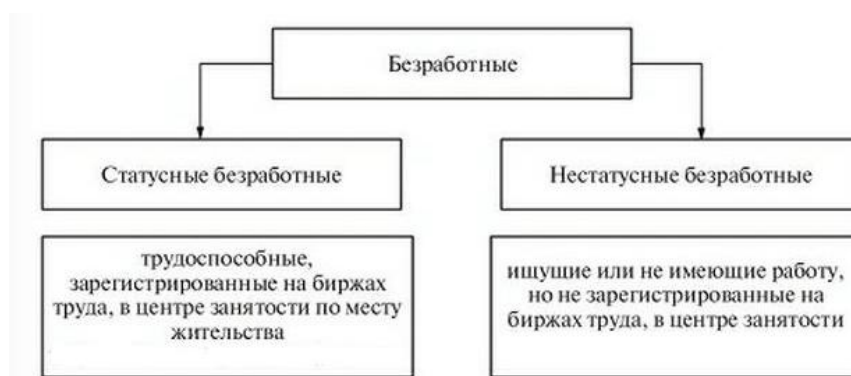 Безработные
Статусные безработные
Нестатусные безработные
трудоспособные,
зарегистрированные на биржах
труда, в центре занятости по месту
жительства
ищущие или не имеющие работу,
но не зарегистрированные на
биржах труда, в центре занятости